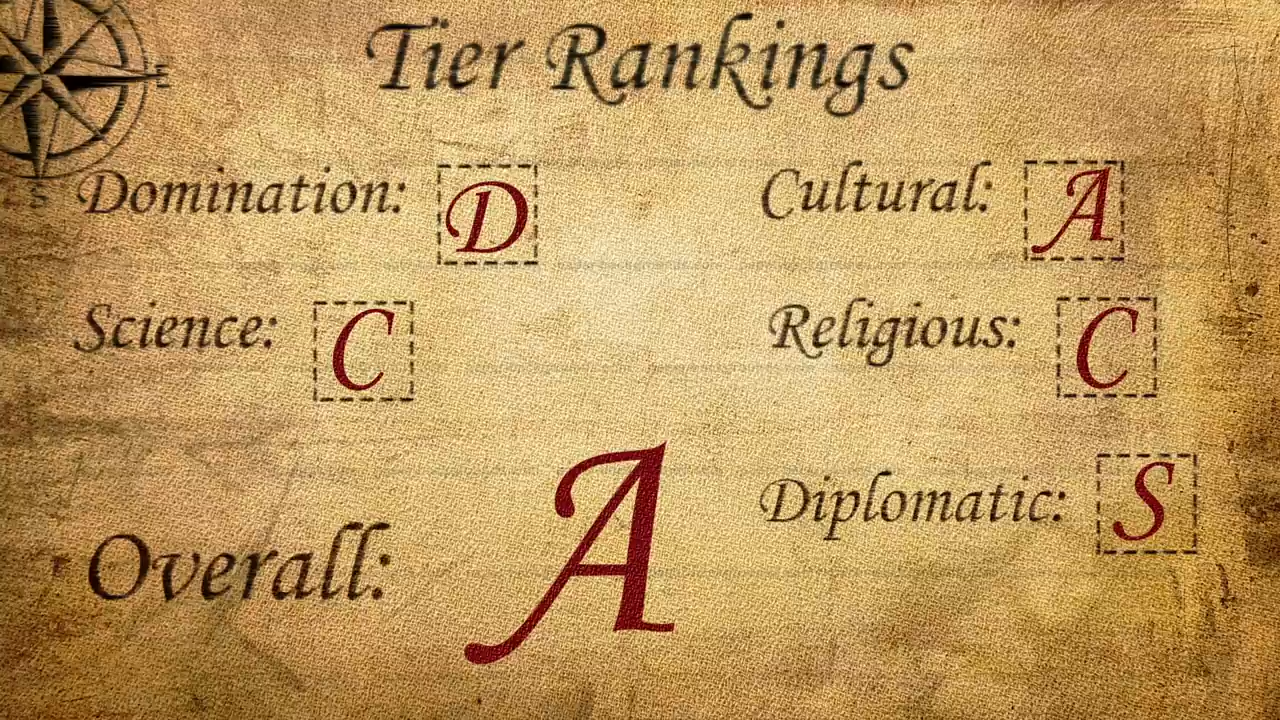 Tier Rankings
E
S
Domination: D
Cultural: A
Science: C
Religious: C
Diplomatic: S
Overall: A